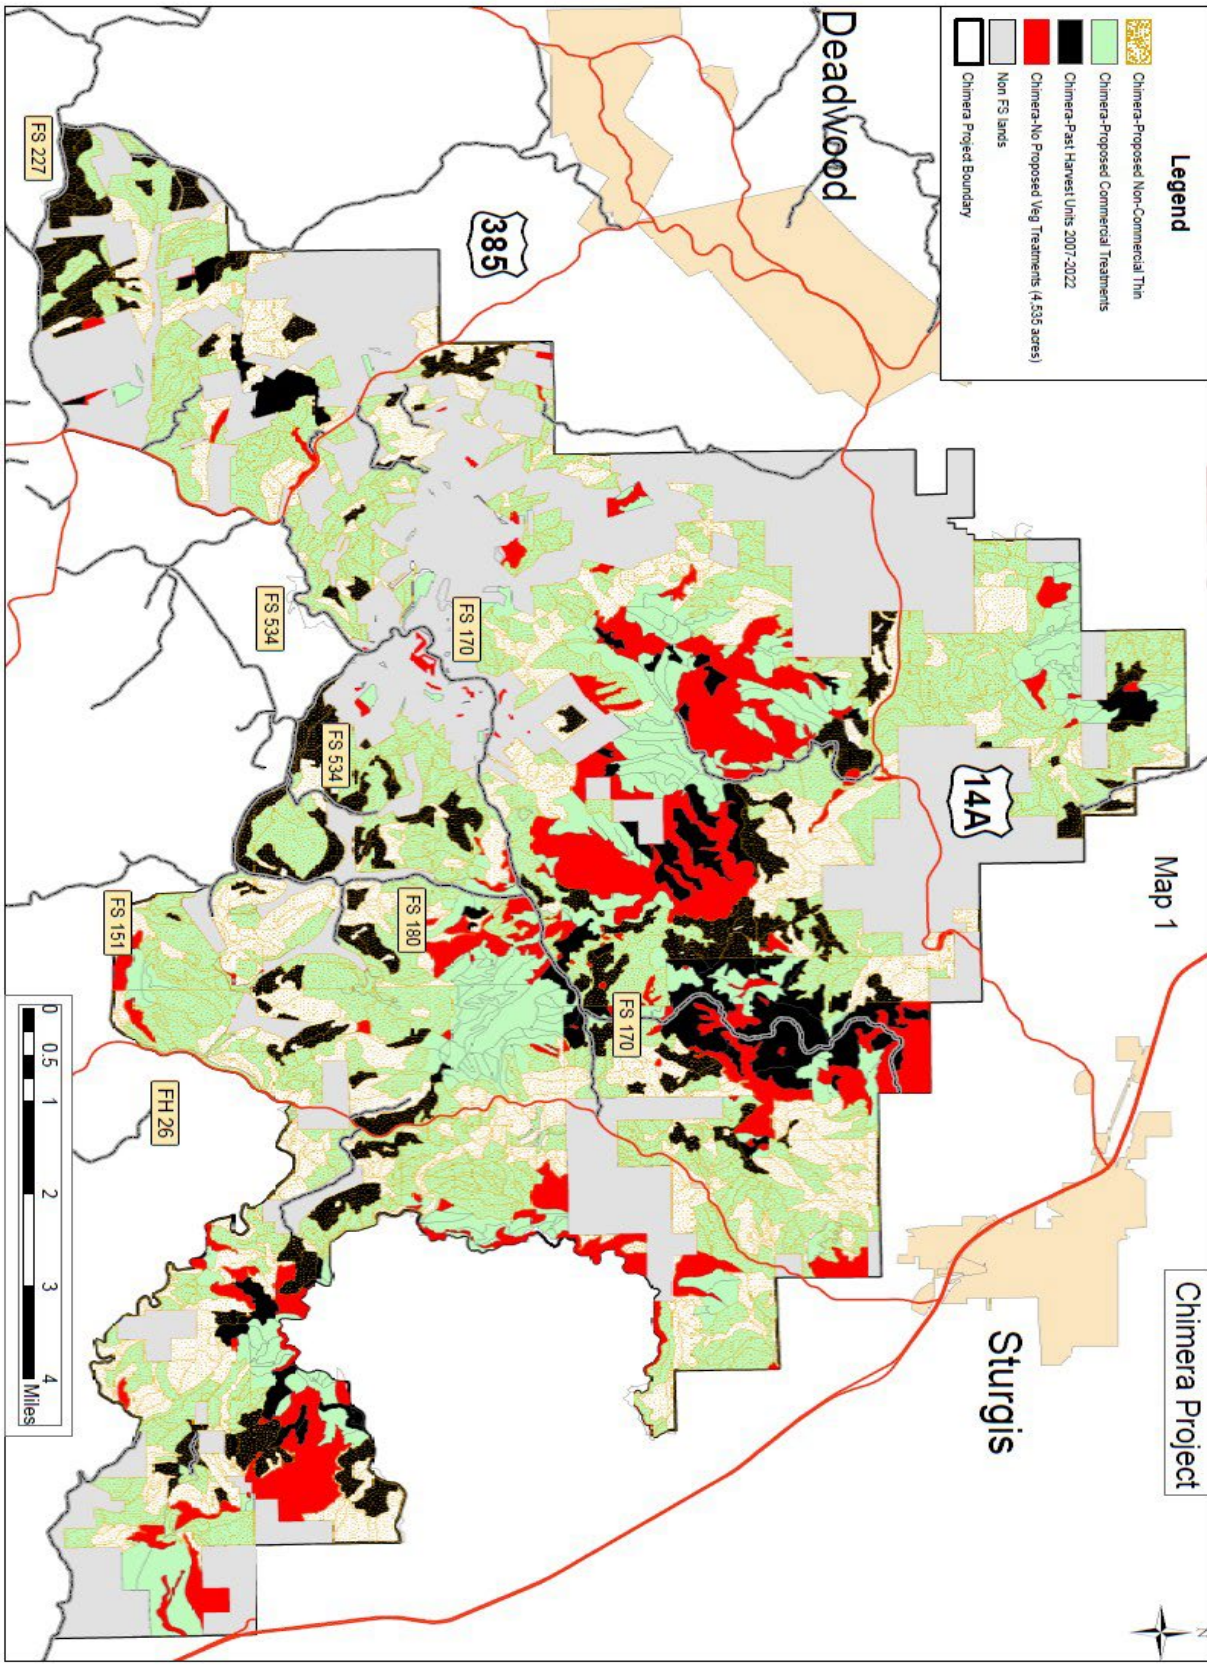 Chimera Project
Map 1
N
Legend
Chimera-Proposed Non-Commercial Thin
Chimera-Proposed Commercial Treatments
Chimera-Past Harvest Units 2007-2022
Chimera-No Proposed Veg Treatments (4,535 acres)
Non FS lands
Chimera Project Boundary
Sturgis
14A
Deadwood
385
FS 170
FS 170
FS 180
FS 534
FS 534
FS 227
FS 151
FH 26
0 0.5 1 2 3 4
Miles